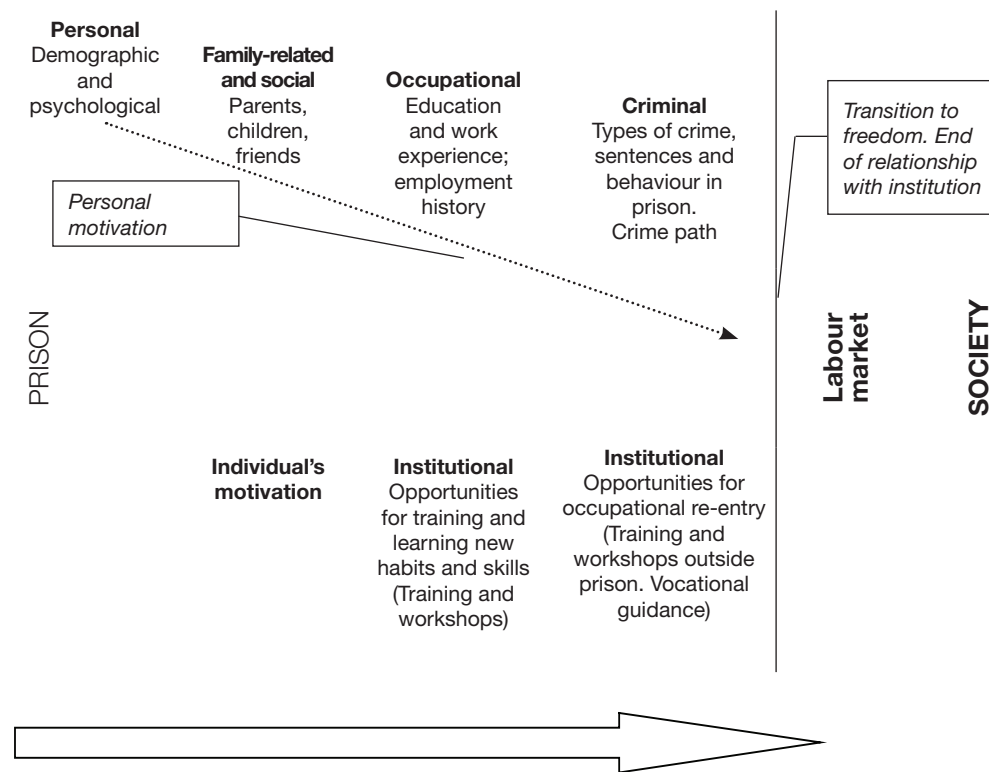 Personal
Demographic
and
psychological
Family-related
and social
Parents,
children,
friends
Occupational
Education
and work
experience;
employment
history
Criminal
Types of crime,
sentences and
behaviour in
prison.
Crime path
Transition to
freedom. End
of relationship
with institution
Personal
motivation
PRISON
Labour
market
SOCIETY
Individual's
motivation
Institutional
Opportunities
for training and
learning new
habits and skills
(Training and
workshops)
Institutional
Opportunities for
occupational re-entry
(Training and
workshops outside
prison. Vocational
guidance)